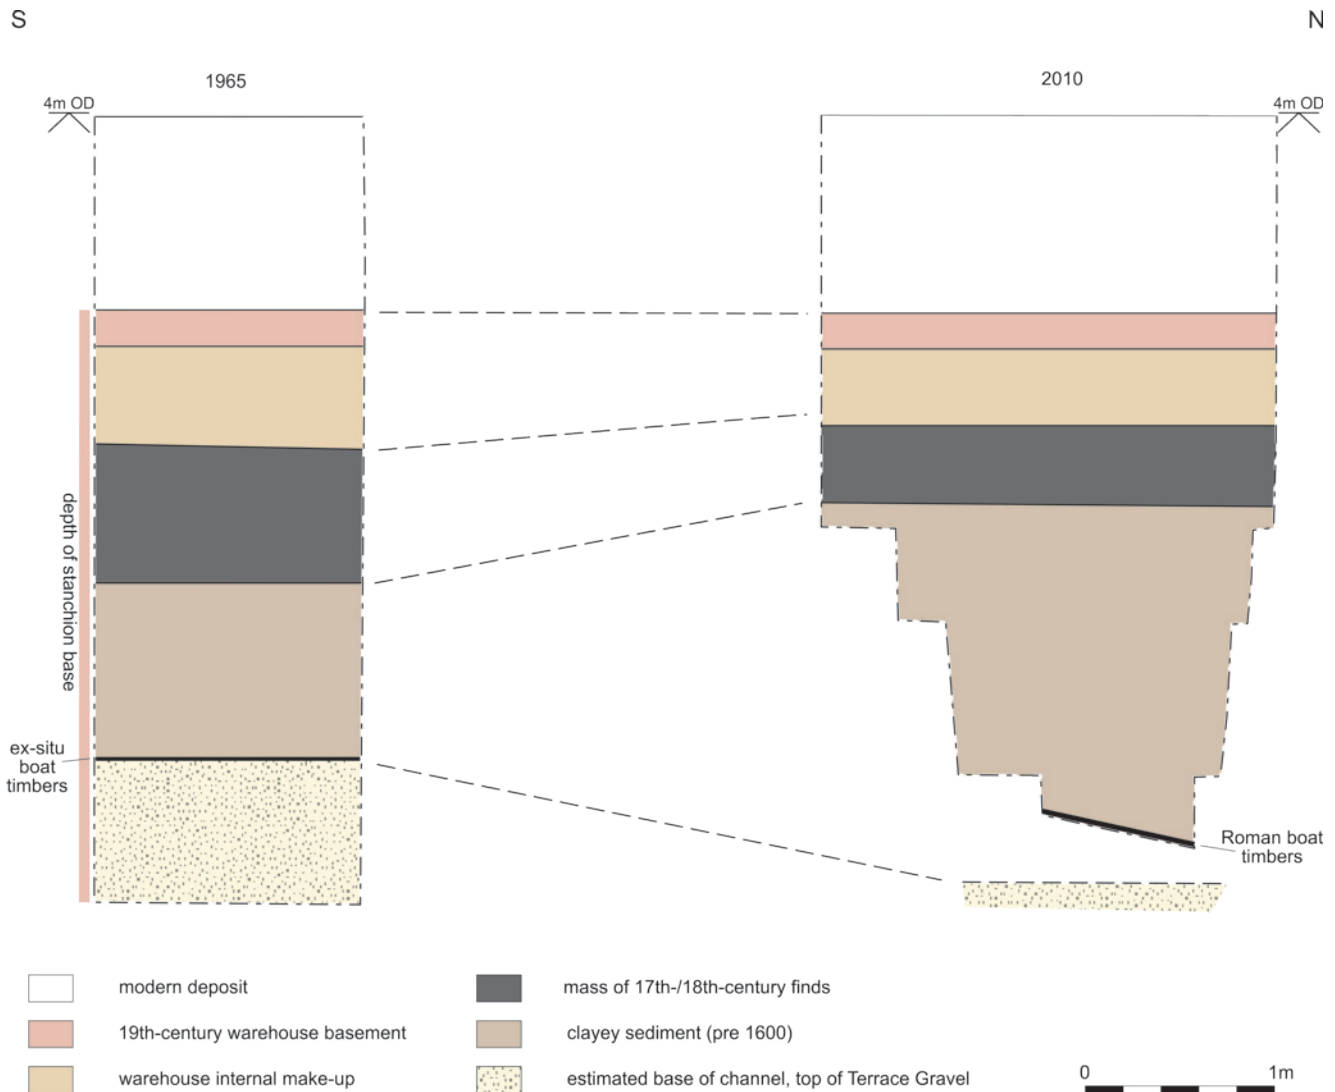 S
N
1965
2010
4m OD
4m OD
depth of stanchion base
ex-situ
boat
timbers
Roman boat
timbers
modern deposit
mass of 17th-/18th-century finds
19th-century warehouse basement
clayey sediment (pre 1600)
warehouse internal make-up
estimated base of channel, top of Terrace Gravel
0
1m